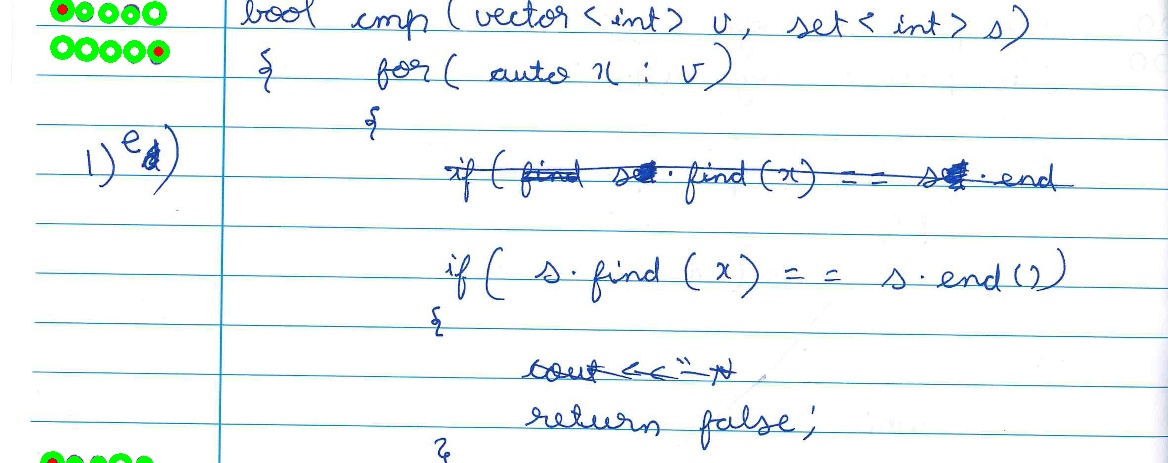 bool cmp (vector <int> v, set < int> s)
{ for ( auto x : v)
{
1) e)
if ( find s. find (x) == s. end
if ( s. find (x) == s. end ()
{
cout <<"
return false;
}